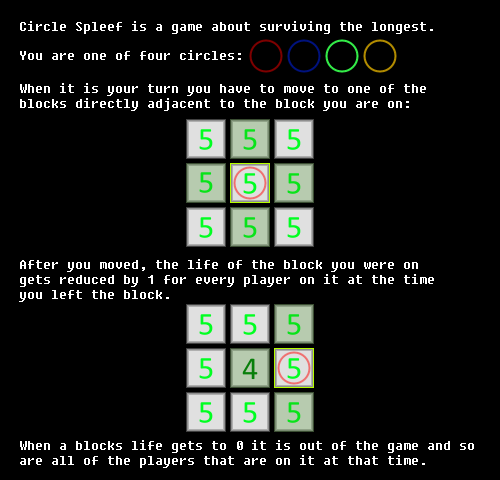 Circle Spleef is a game about surviving the longest.
You are one of four circles:
When it is your turn you have to move to one of the
blocks directly adjacent to the block you are on:
5 5 5
5 5 5
5 5 5
After you moved, the life of the block you were on
gets reduced by 1 for every player on it at the time
you left the block.
5 5 5
5 4 5
5 5 5
When a blocks life gets to 0 it is out of the game and so
are all of the players that are on it at that time.